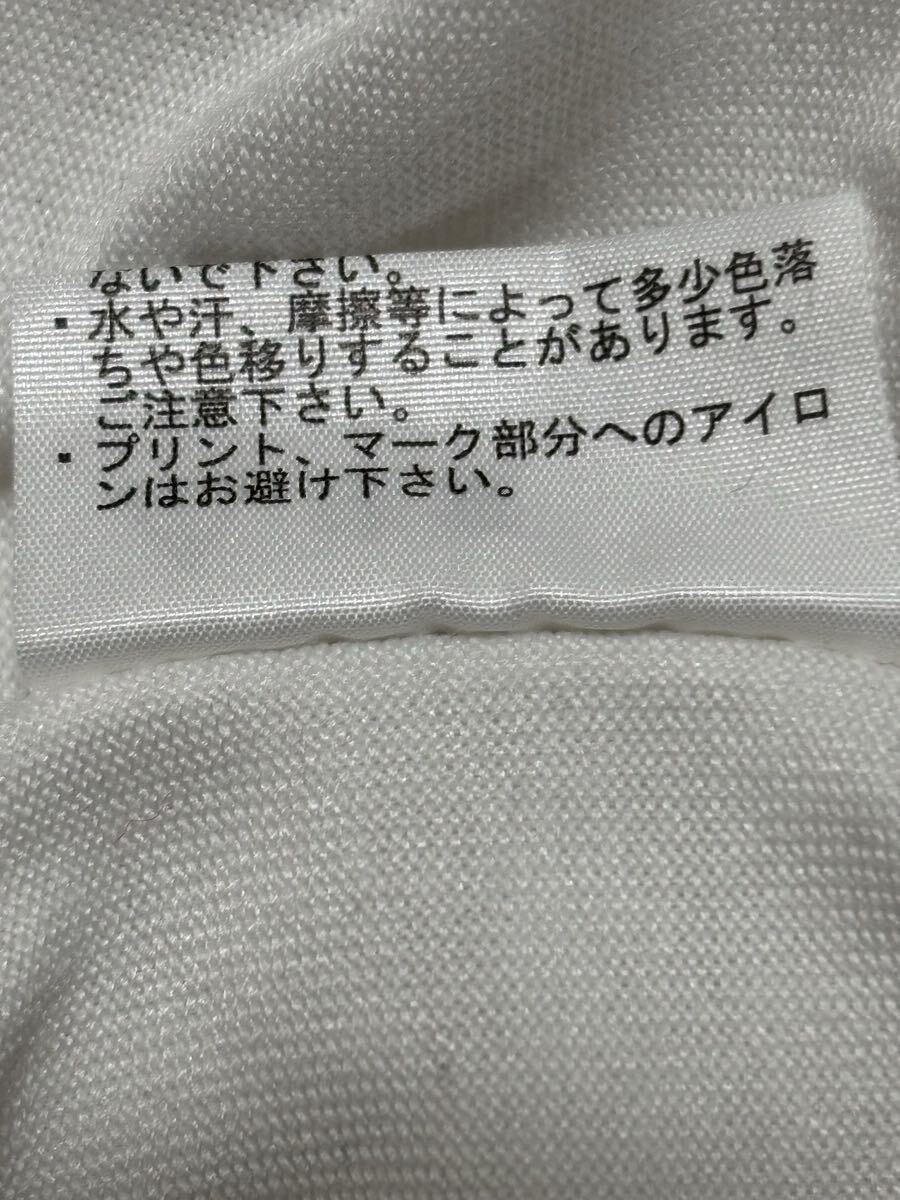 ないで下さい。
・水や汗、摩擦等によって多少色落
ちや色移りすることがあります。
ご注意下さい。
・プリント、マーク部分へのアイロ
ンはお避け下さい。